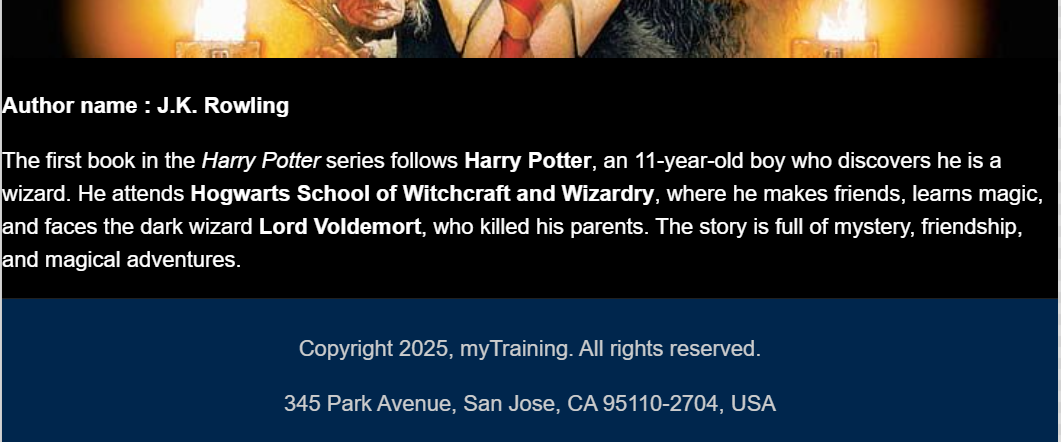 Author name : J.K. Rowling
The first book in the Harry Potter series follows Harry Potter, an 11-year-old boy who discovers he is a
wizard. He attends Hogwarts School of Witchcraft and Wizardry, where he makes friends, learns magic,
and faces the dark wizard Lord Voldemort, who killed his parents. The story is full of mystery, friendship,
and magical adventures.
Copyright 2025, myTraining. All rights reserved.
345 Park Avenue, San Jose, CA 95110-2704, USA